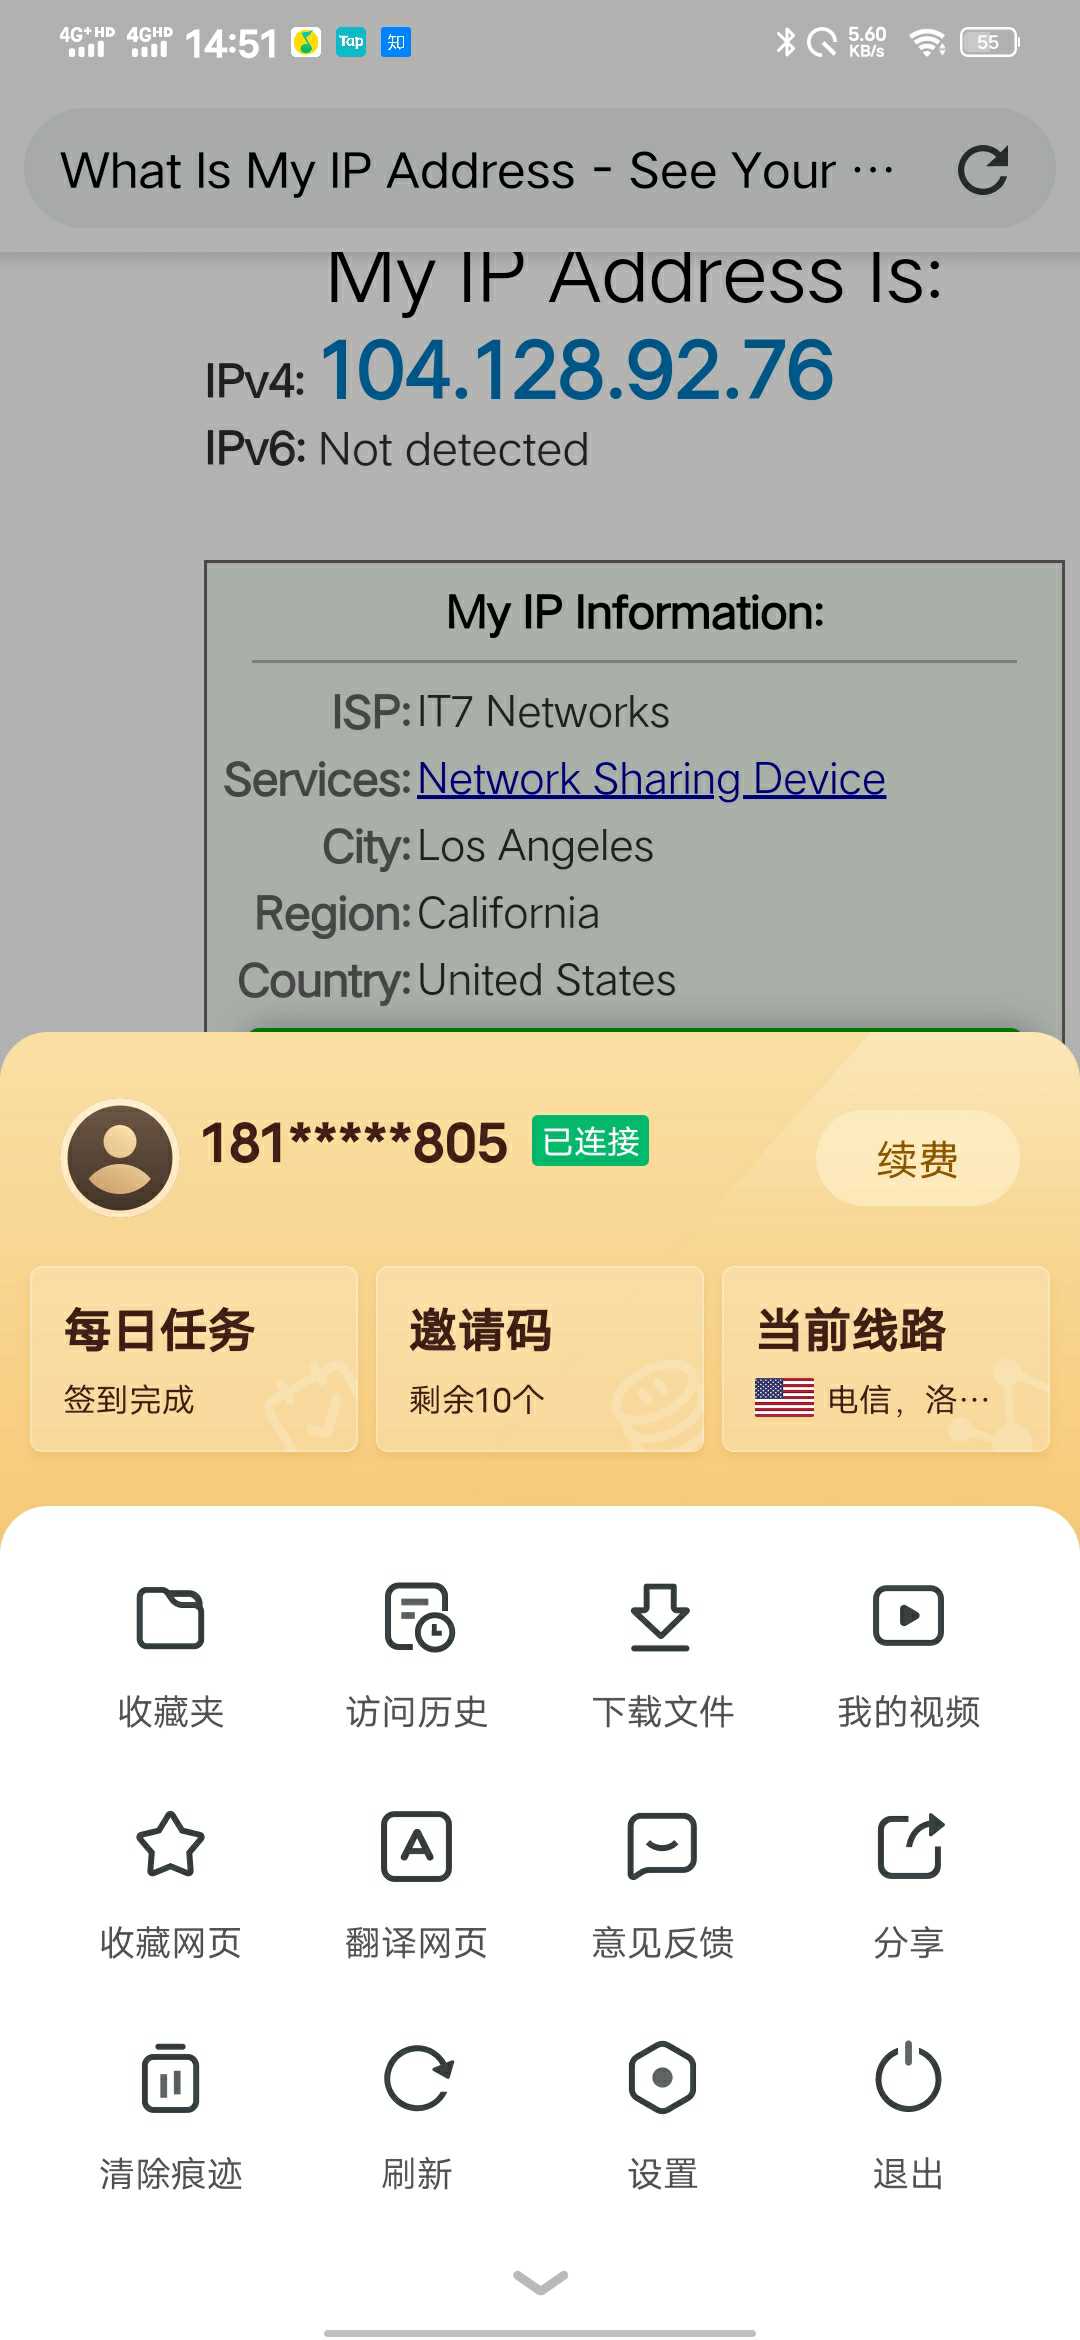 4G+ HD 4GHD 14:51 Tap 知 5.60 KB/s 55
What Is My IP Address - See Your ···
My IP Address Is:
IPv4: 104.128.92.76
IPv6: Not detected
My IP Information:
ISP: IT7 Networks
Services: Network Sharing Device
City: Los Angeles
Region: California
Country: United States
181*****805 已连接 续费
每日任务 邀请码 当前线路
签到完成 剩余10个 电信，洛···
收藏夹 访问历史 下载文件 我的视频
收藏网页 翻译网页 意见反馈 分享
清除痕迹 刷新 设置 退出